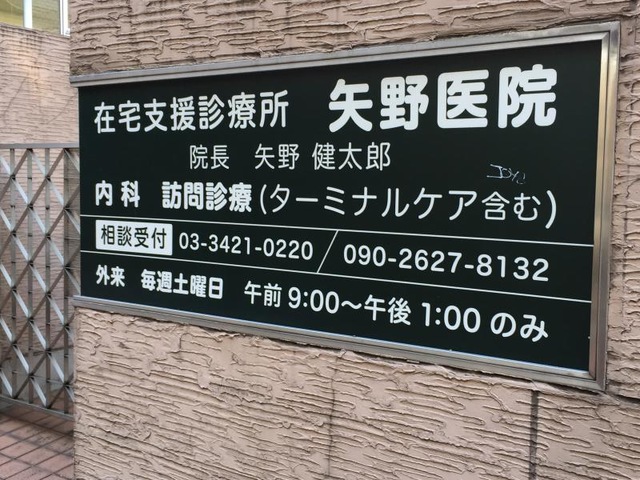 在宅支援診療所 矢野医院
院長 矢野 健太郎
内科 訪問診療(ターミナルケア含む)
相談受付 03-3421-0220/090-2627-8132
外来 毎週土曜日 午前9:00〜午後1:00のみ